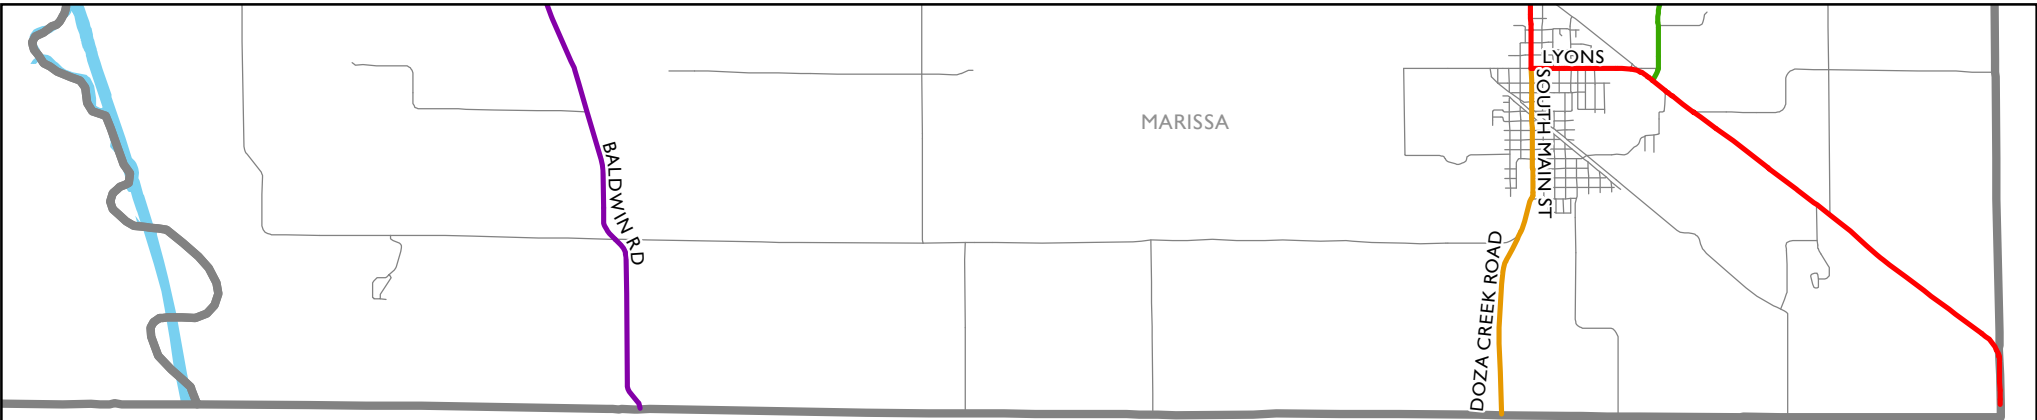 LYONS
SOUTH MAIN ST
MARISSA
BALDWIN RD
DOZA CREEK ROAD